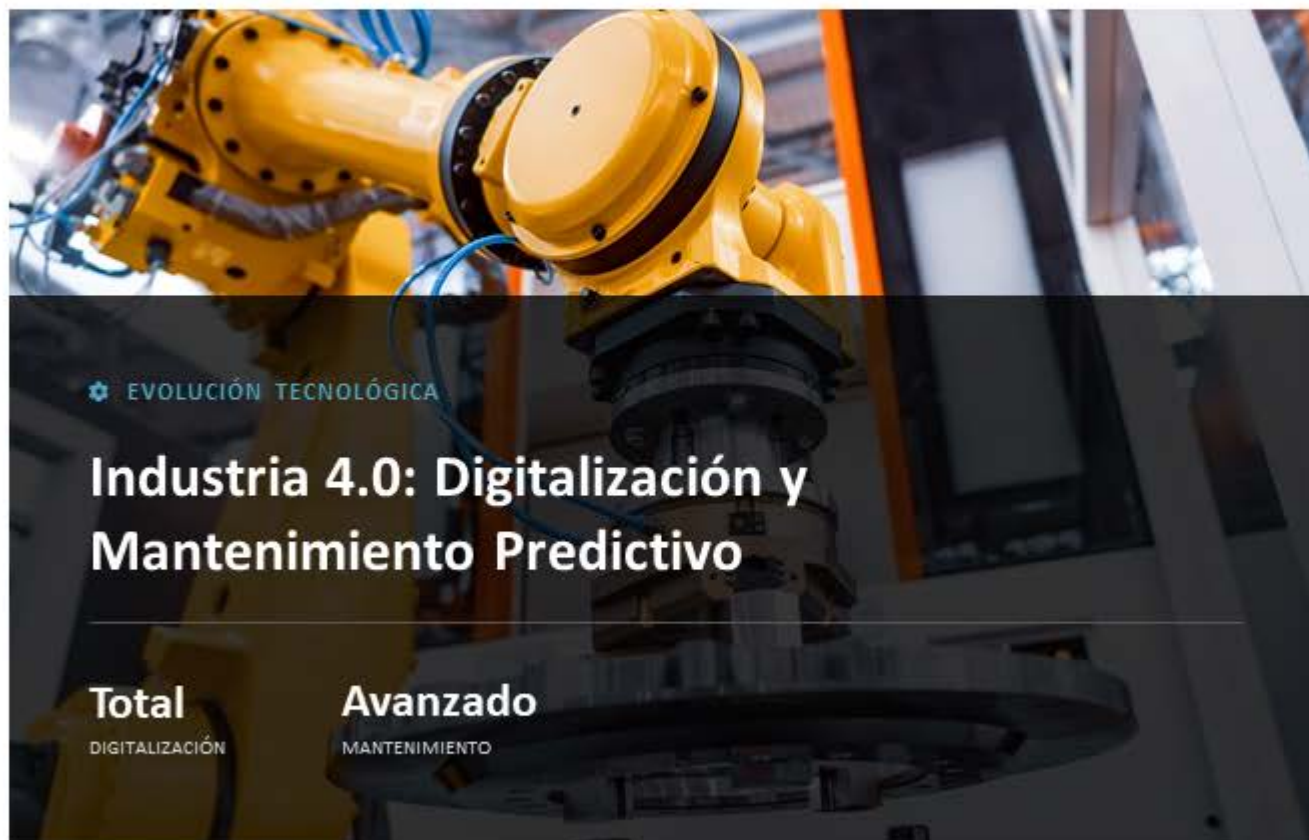 EVOLUCIÓN TECNOLÓGICA
Industria 4.0: Digitalización y
Mantenimiento Predictivo
Total
DIGITALIZACIÓN
Avanzado
MANTENIMIENTO